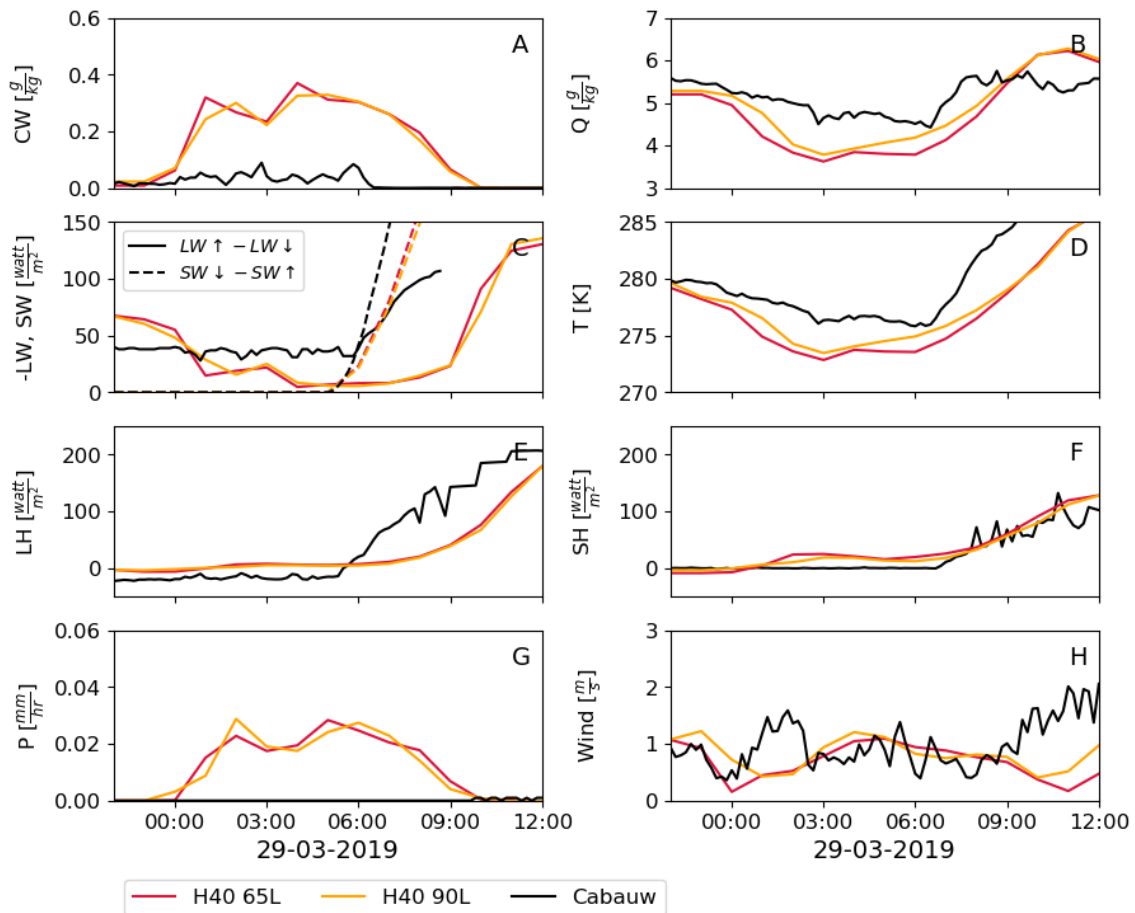 A
CW [g/kg]
0.6
0.4
0.2
0.0
B
Q [g/kg]
7
6
5
4
3
C
-LW, SW [watt/m²]
150
100
50
0
LW↑ − LW↓
SW↓ − SW↑
D
T [K]
285
280
275
270
E
LH [watt/m²]
200
100
0
F
SH [watt/m²]
200
100
0
G
P [mm/hr]
0.06
0.04
0.02
0.00
00:00 03:00 06:00 09:00 12:00
29-03-2019
H
Wind [m/s]
3
2
1
0
00:00 03:00 06:00 09:00 12:00
29-03-2019
H40 65L H40 90L Cabauw